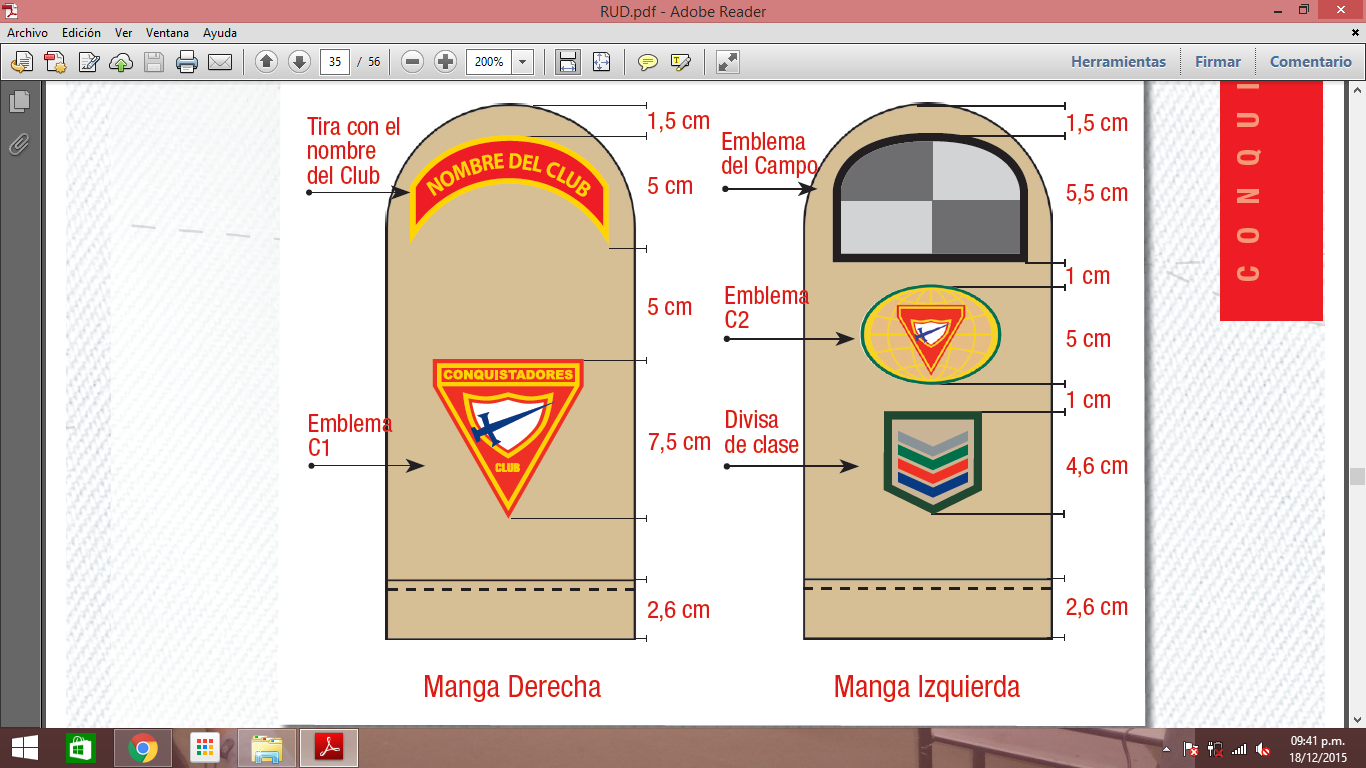 RUD.pdf - Adobe Reader
Archivo Edición Ver Ventana Ayuda
35 / 56
200%
Herramientas Firmar Comentario
Tira con el
nombre
del Club
NOMBRE DEL CLUB
1,5 cm
5 cm
5 cm
Emblema
C1
CONQUISTADORES
CLUB
7,5 cm
2,6 cm
Manga Derecha
Emblema
del Campo
1,5 cm
5,5 cm
1 cm
Emblema
C2
5 cm
1 cm
Divisa
de clase
4,6 cm
2,6 cm
Manga Izquierda
CONQU
09:41 p.m.
18/12/2015